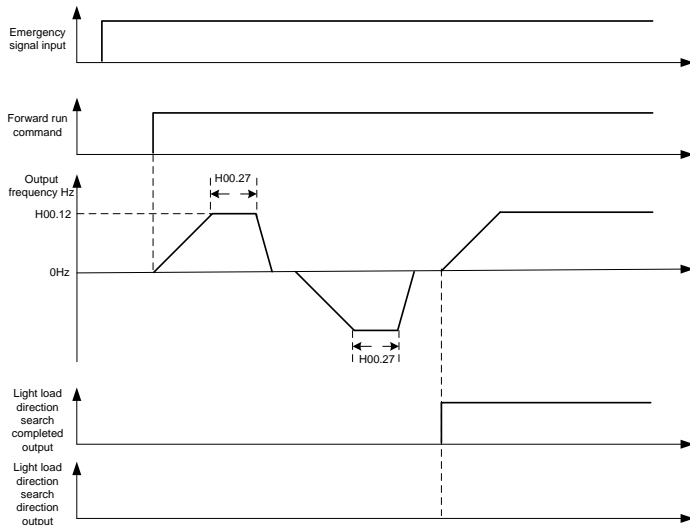 Emergency
signal input
Forward run
command
Output
frequency Hz
H00.27
H00.12
0Hz
H00.27
Light load
direction
search
completed
output
Light load
direction
search
direction
output